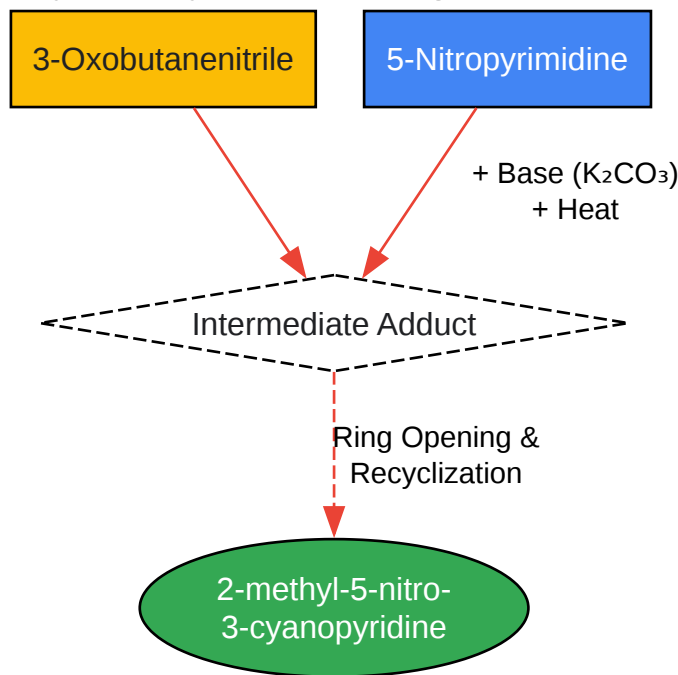 3-Oxobutanenitrile
5-Nitropyrimidine
+ Base (K₂CO₃)
+ Heat
Intermediate Adduct
Ring Opening &
Recyclization
2-methyl-5-nitro-
3-cyanopyridine